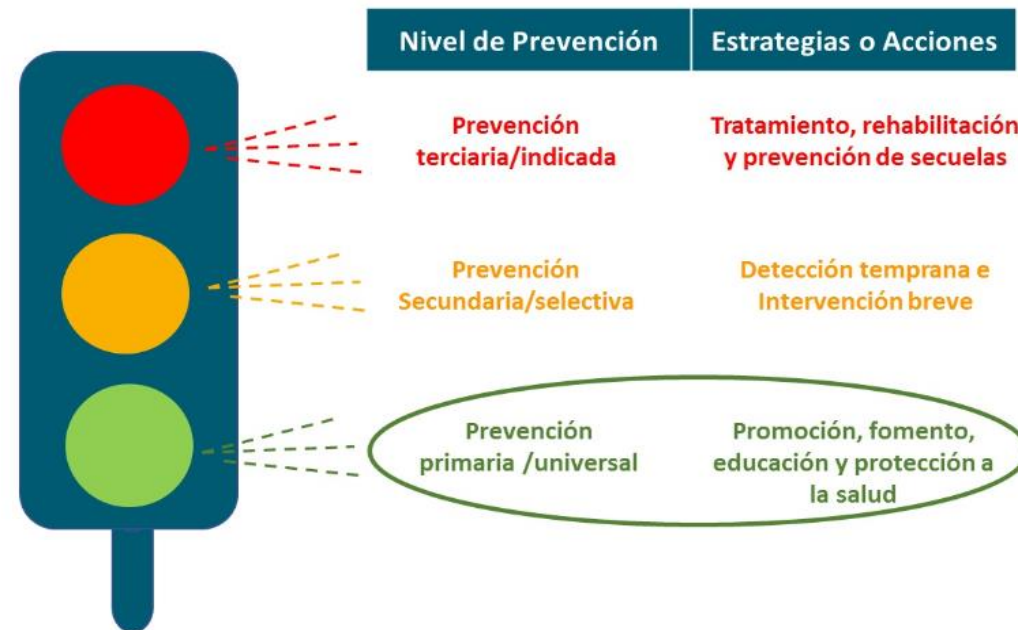 Nivel de Prevención
Estrategias o Acciones
Prevención
terciaria/indicada
Tratamiento, rehabilitación
y prevención de secuelas
Prevención
Secundaria/selectiva
Detección temprana e
Intervención breve
Prevención
primaria /universal
Promoción, fomento,
educación y protección a
la salud